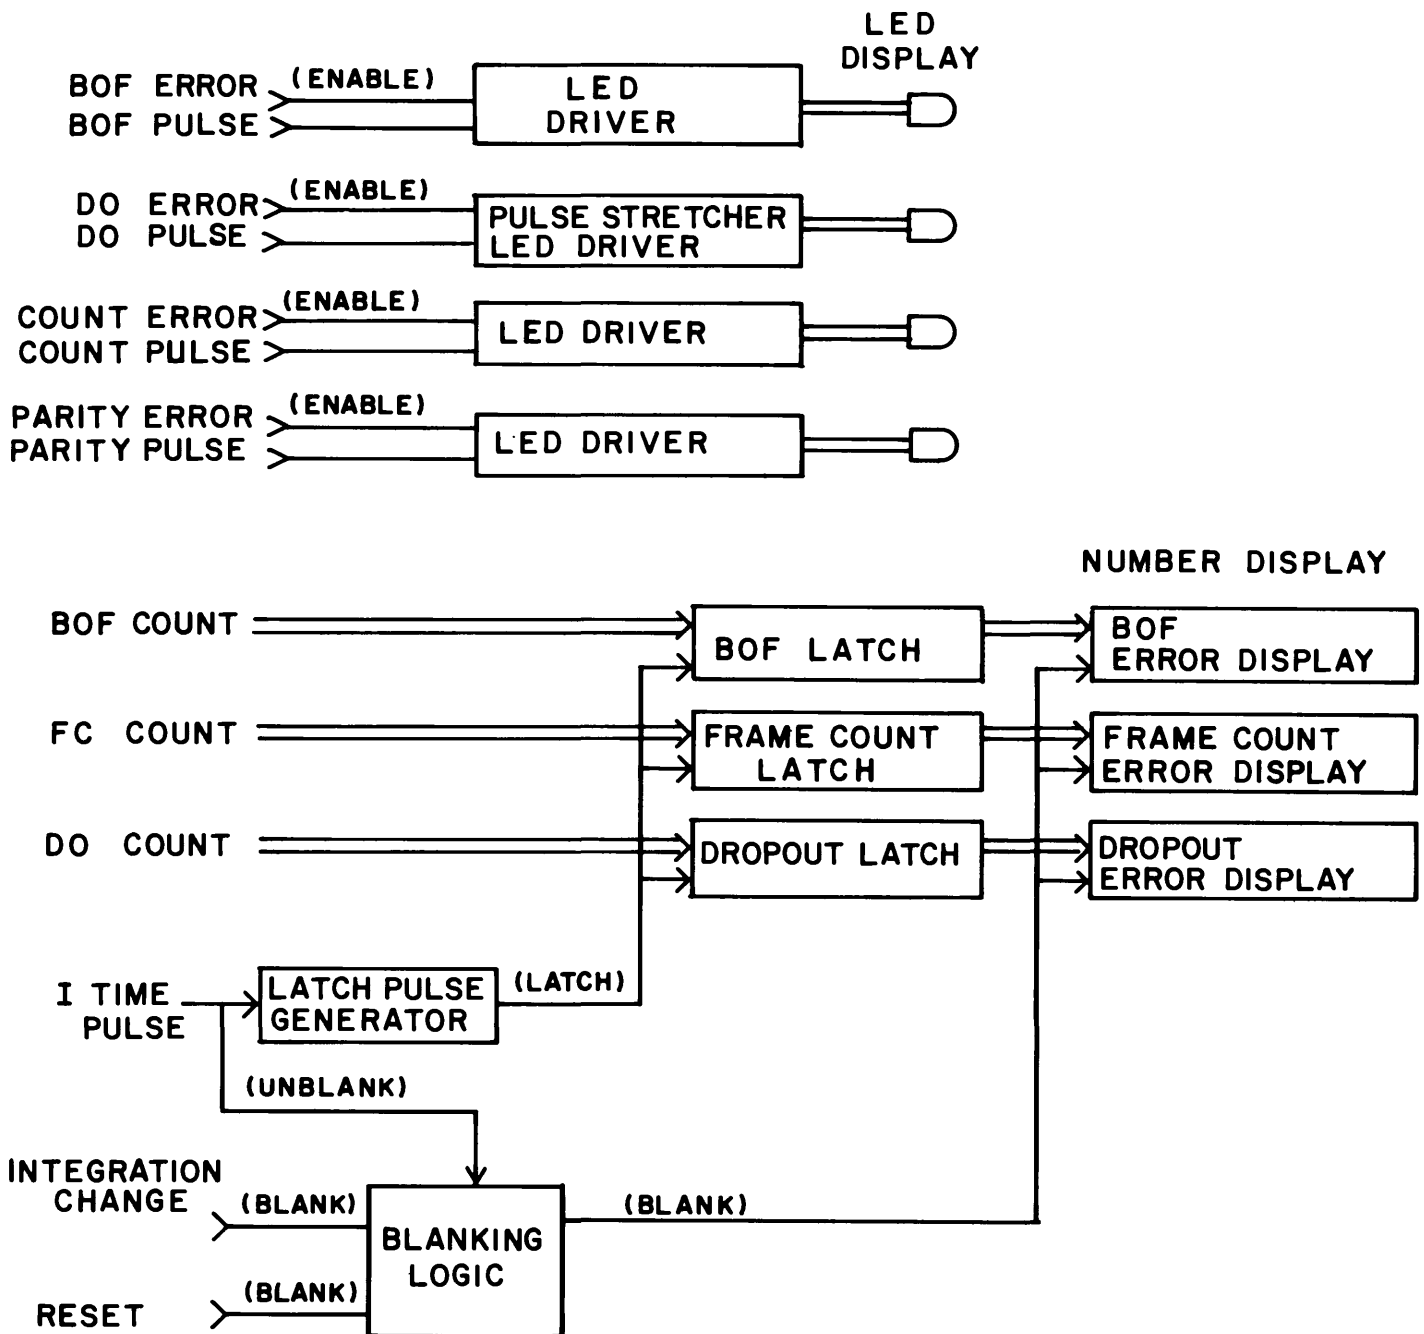 LED
DISPLAY
BOF ERROR
(ENABLE)
BOF PULSE
LED
DRIVER
DO ERROR
(ENABLE)
DO PULSE
PULSE STRETCHER
LED DRIVER
COUNT ERROR
(ENABLE)
COUNT PULSE
LED DRIVER
PARITY ERROR
(ENABLE)
PARITY PULSE
LED DRIVER
NUMBER DISPLAY
BOF COUNT
BOF LATCH
BOF
ERROR DISPLAY
FC COUNT
FRAME COUNT
LATCH
FRAME COUNT
ERROR DISPLAY
DO COUNT
DROPOUT LATCH
DROPOUT
ERROR DISPLAY
I TIME
PULSE
LATCH PULSE
GENERATOR
(LATCH)
(UNBLANK)
INTEGRATION
CHANGE
(BLANK)
BLANKING
LOGIC
(BLANK)
RESET
(BLANK)